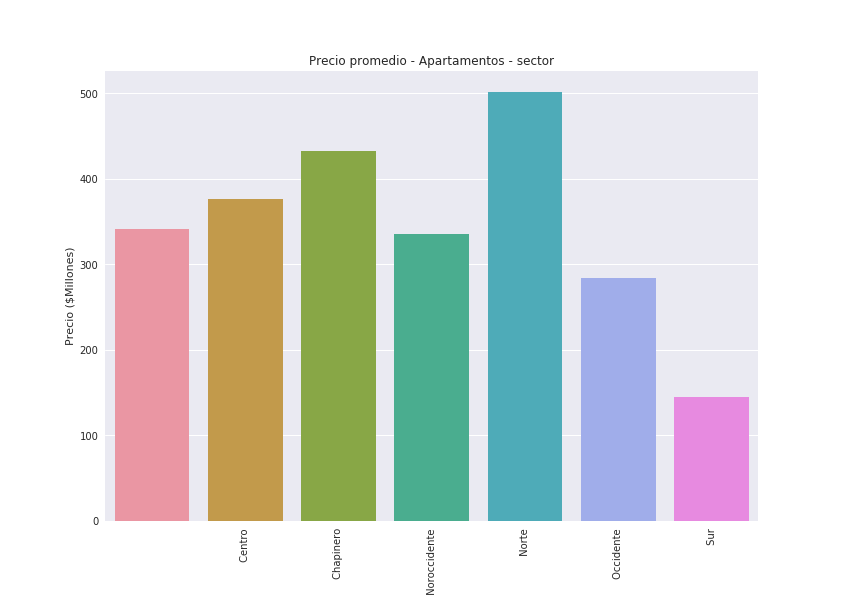 Precio promedio - Apartamentos - sector
500
400
300
200
100
0
Precio ($Millones)
Centro
Chapinero
Noroccidente
Norte
Occidente
Sur